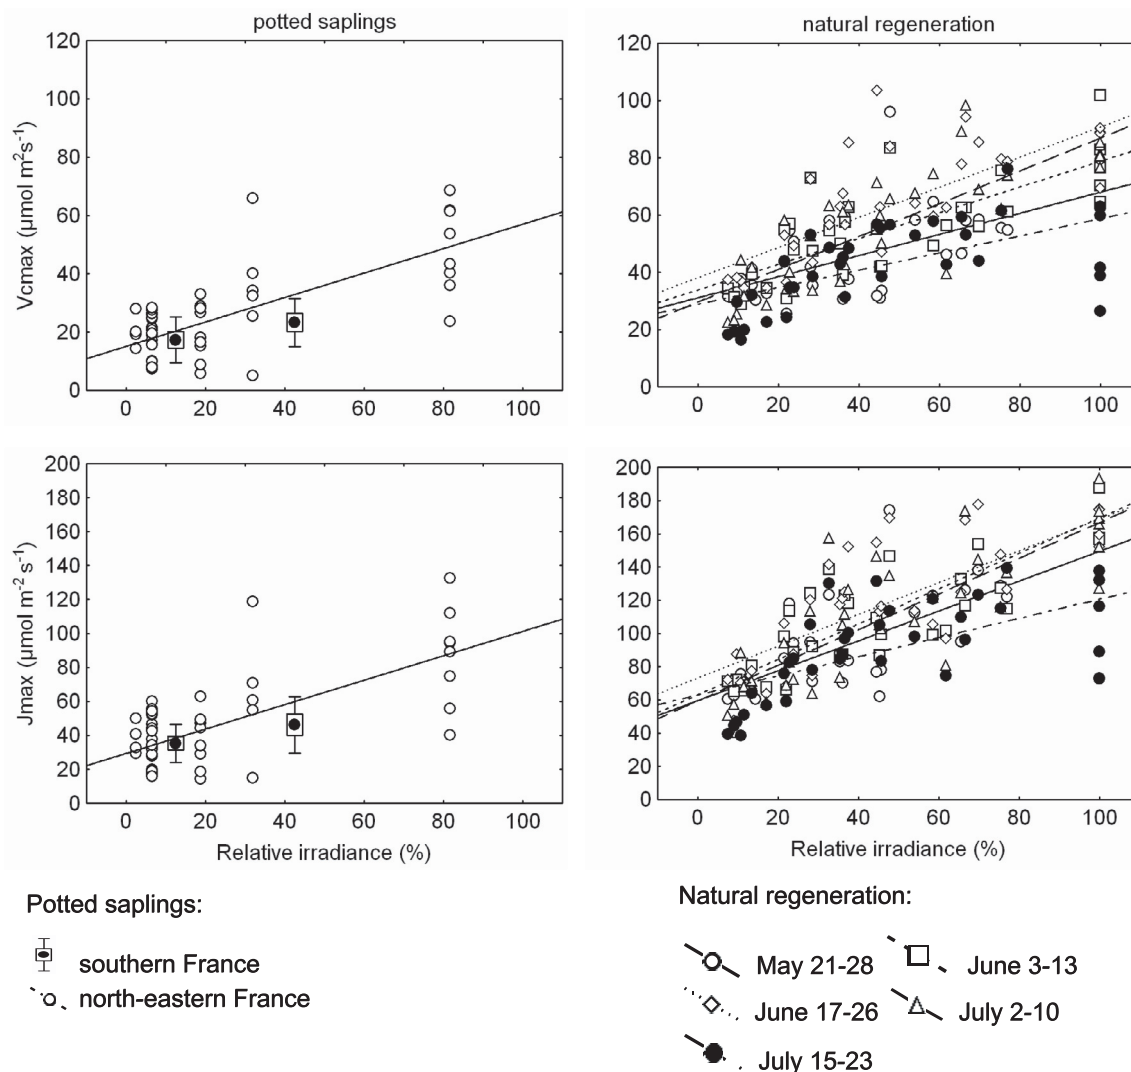 potted saplings
natural regeneration
120
100
80
60
40
20
0
Vcmax (µmol m²s⁻¹)
0 20 40 60 80 100
120
100
80
60
40
20
0
0 20 40 60 80 100
200
180
160
140
120
100
80
60
40
20
0
Jmax (µmol m⁻² s⁻¹)
0 20 40 60 80 100
Relative irradiance (%)
200
180
160
140
120
100
80
60
40
20
0
0 20 40 60 80 100
Relative irradiance (%)
Potted saplings:
southern France
north-eastern France
Natural regeneration:
May 21-28
June 3-13
June 17-26
July 2-10
July 15-23